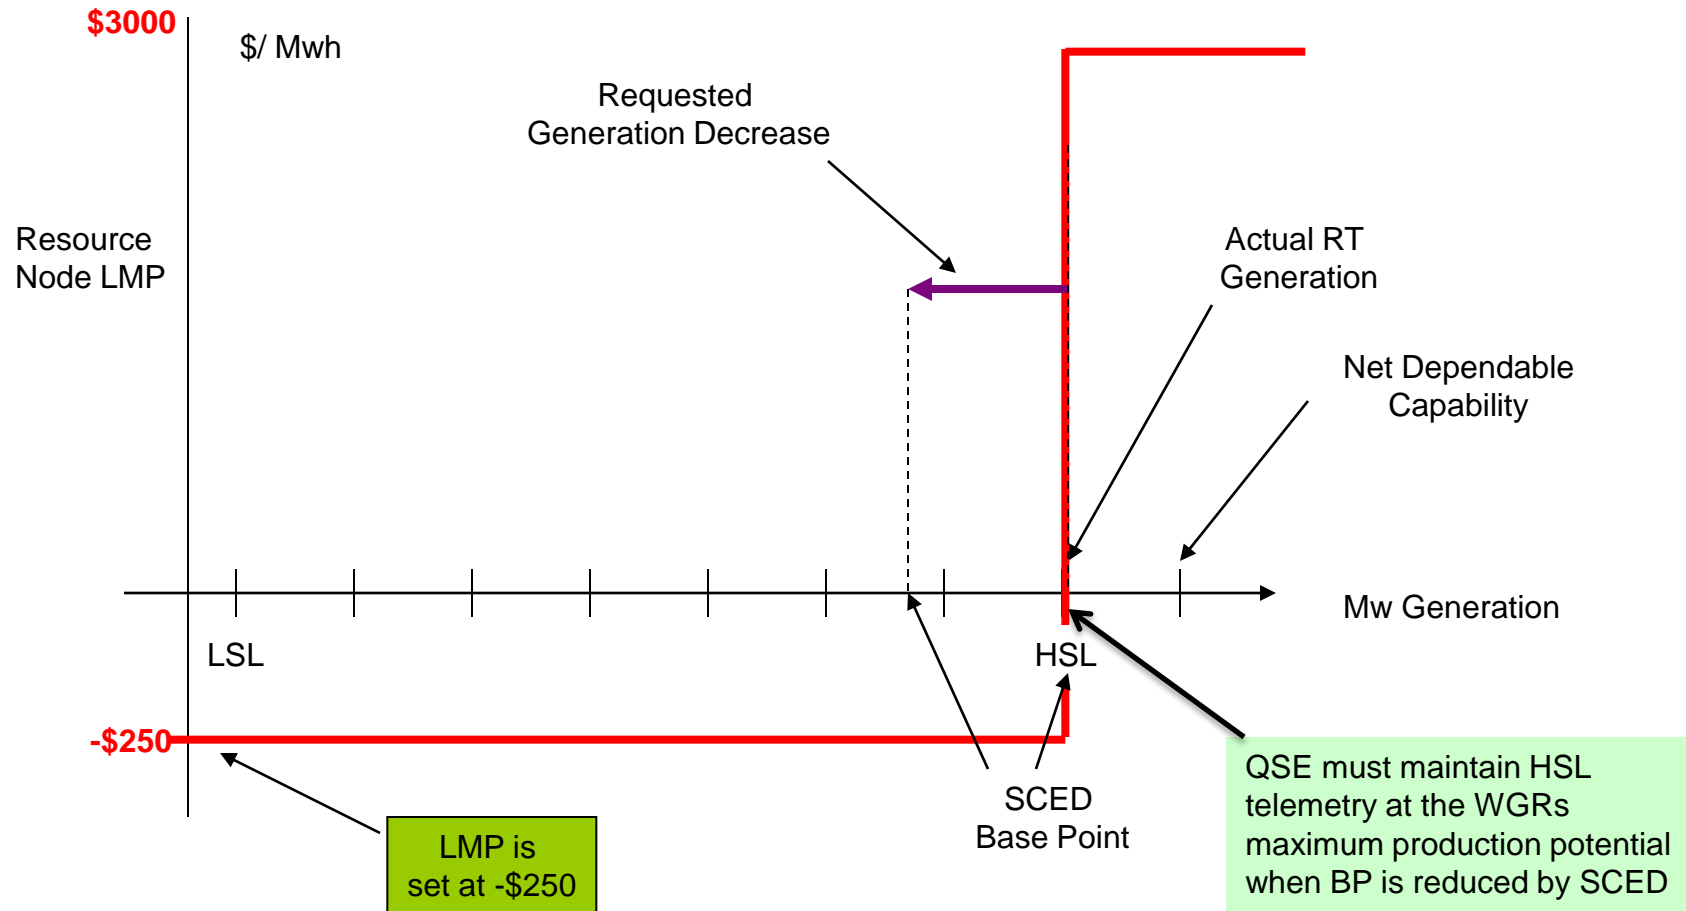 $3000
$/ Mwh
Requested
Generation Decrease
Resource
Node LMP
Actual RT
Generation
Net Dependable
Capability
Mw Generation
LSL
HSL
-$250
SCED
Base Point
LMP is
set at -$250
QSE must maintain HSL
telemetry at the WGRs
maximum production potential
when BP is reduced by SCED